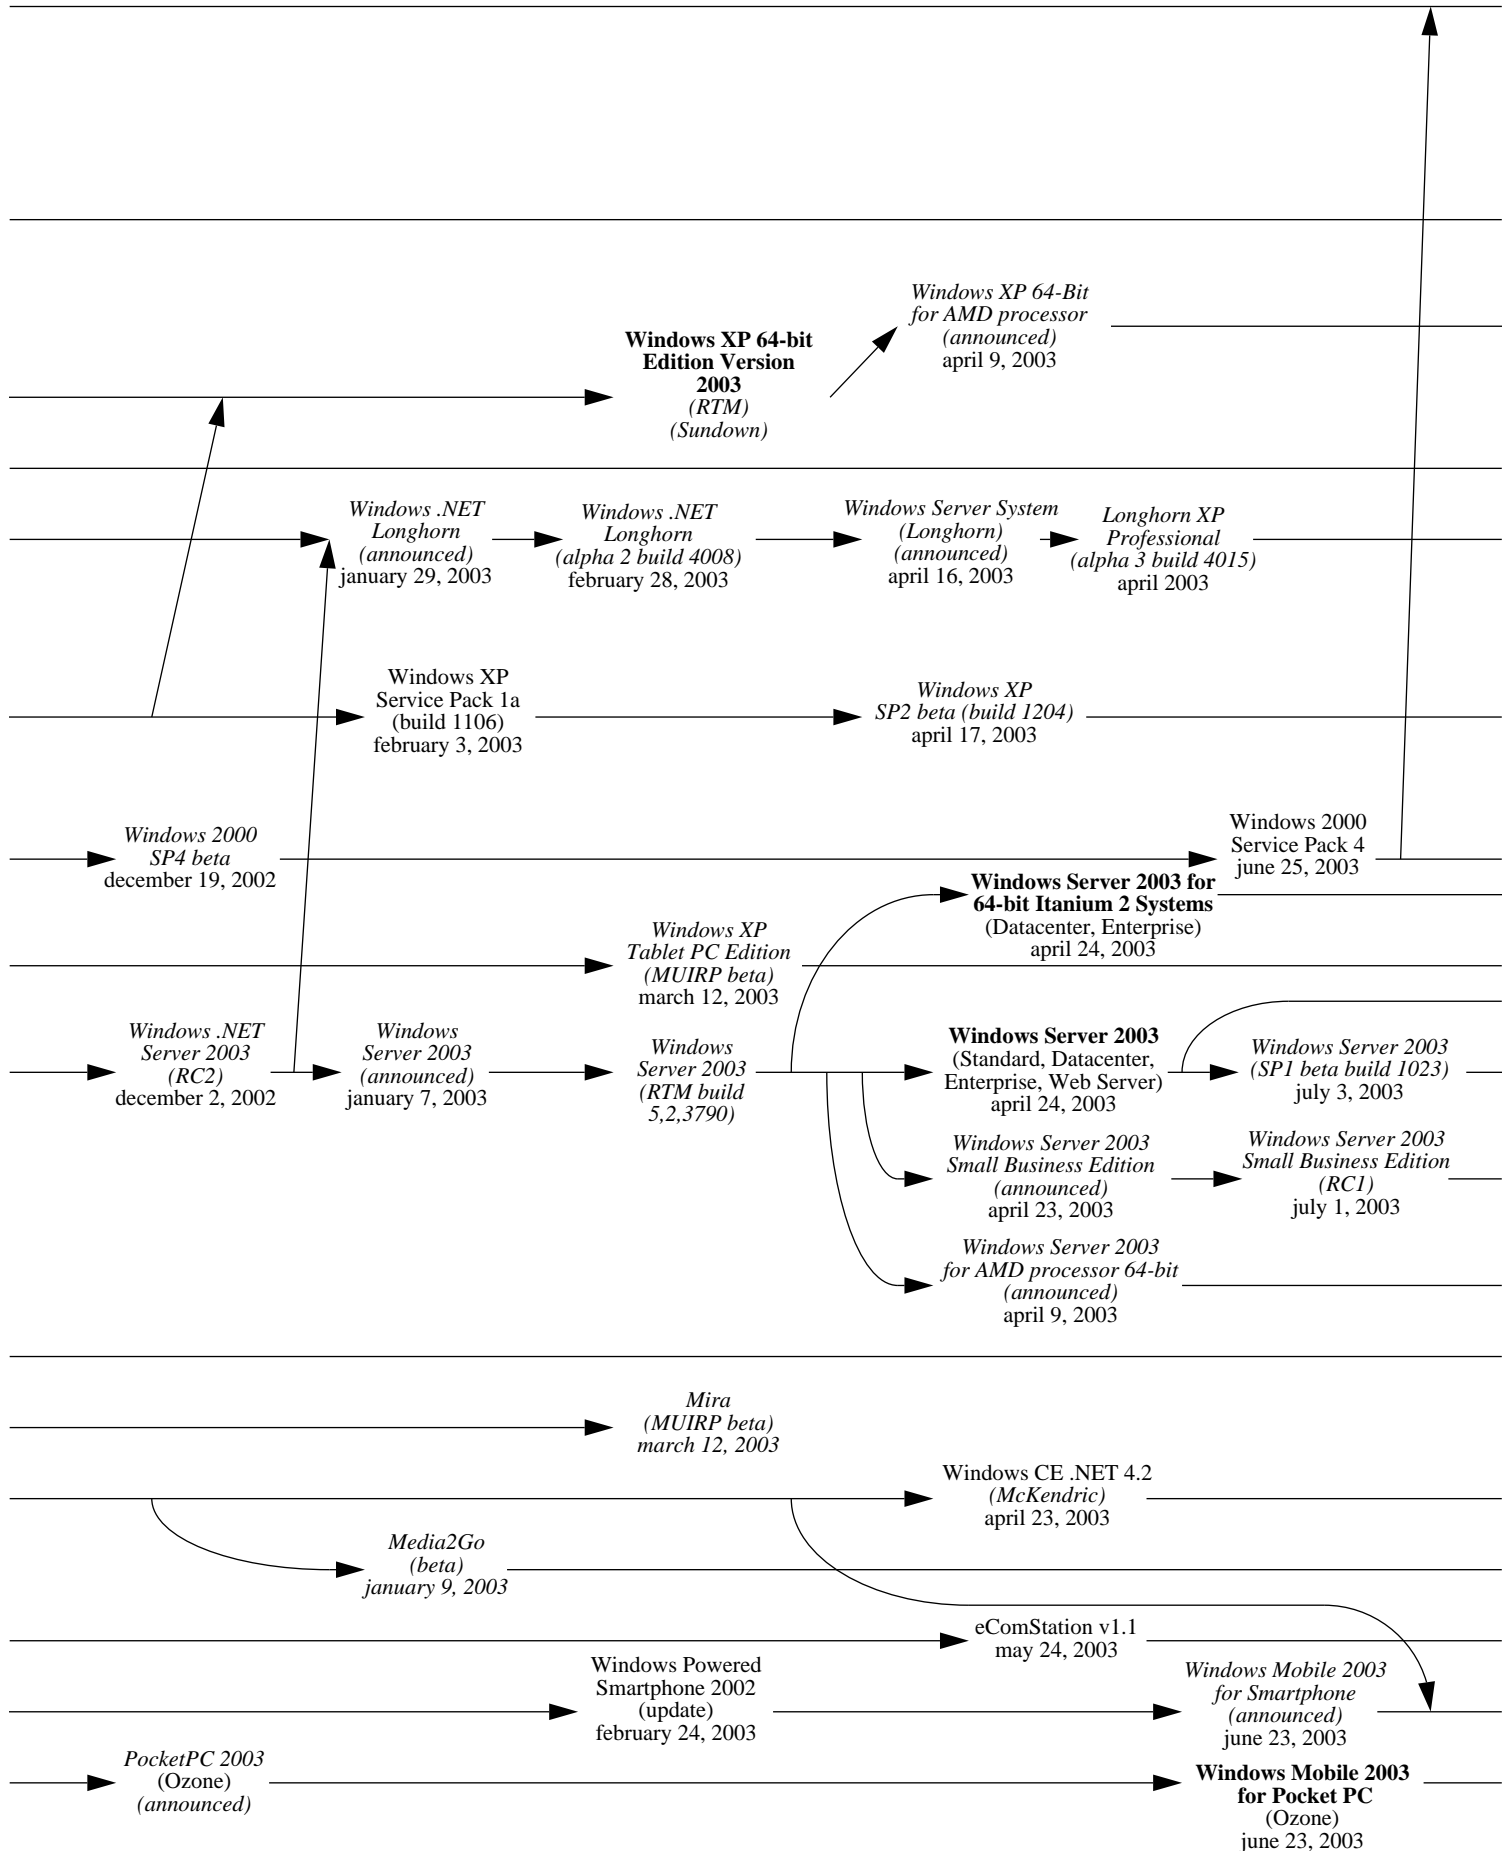 Windows XP 64-Bit
for AMD processor
(announced)
april 9, 2003
Windows XP 64-bit
Edition Version
2003
(RTM)
(Sundown)
Windows .NET
Longhorn
(announced)
january 29, 2003
Windows .NET
Longhorn
(alpha 2 build 4008)
february 28, 2003
Windows Server System
(Longhorn)
(announced)
april 16, 2003
Longhorn XP
Professional
(alpha 3 build 4015)
april 2003
Windows XP
Service Pack 1a
(build 1106)
february 3, 2003
Windows XP
SP2 beta (build 1204)
april 17, 2003
Windows 2000
SP4 beta
december 19, 2002
Windows 2000
Service Pack 4
june 25, 2003
Windows Server 2003 for
64-bit Itanium 2 Systems
(Datacenter, Enterprise)
april 24, 2003
Windows XP
Tablet PC Edition
(MUIRP beta)
march 12, 2003
Windows .NET
Server 2003
(RC2)
december 2, 2002
Windows
Server 2003
(announced)
january 7, 2003
Windows
Server 2003
(RTM build
5,2,3790)
Windows Server 2003
(Standard, Datacenter,
Enterprise, Web Server)
april 24, 2003
Windows Server 2003
(SP1 beta build 1023)
july 3, 2003
Windows Server 2003
Small Business Edition
(announced)
april 23, 2003
Windows Server 2003
Small Business Edition
(RC1)
july 1, 2003
Windows Server 2003
for AMD processor 64-bit
(announced)
april 9, 2003
Mira
(MUIRP beta)
march 12, 2003
Windows CE .NET 4.2
(McKendric)
april 23, 2003
Media2Go
(beta)
january 9, 2003
eComStation v1.1
may 24, 2003
Windows Powered
Smartphone 2002
(update)
february 24, 2003
Windows Mobile 2003
for Smartphone
(announced)
june 23, 2003
PocketPC 2003
(Ozone)
(announced)
Windows Mobile 2003
for Pocket PC
(Ozone)
june 23, 2003